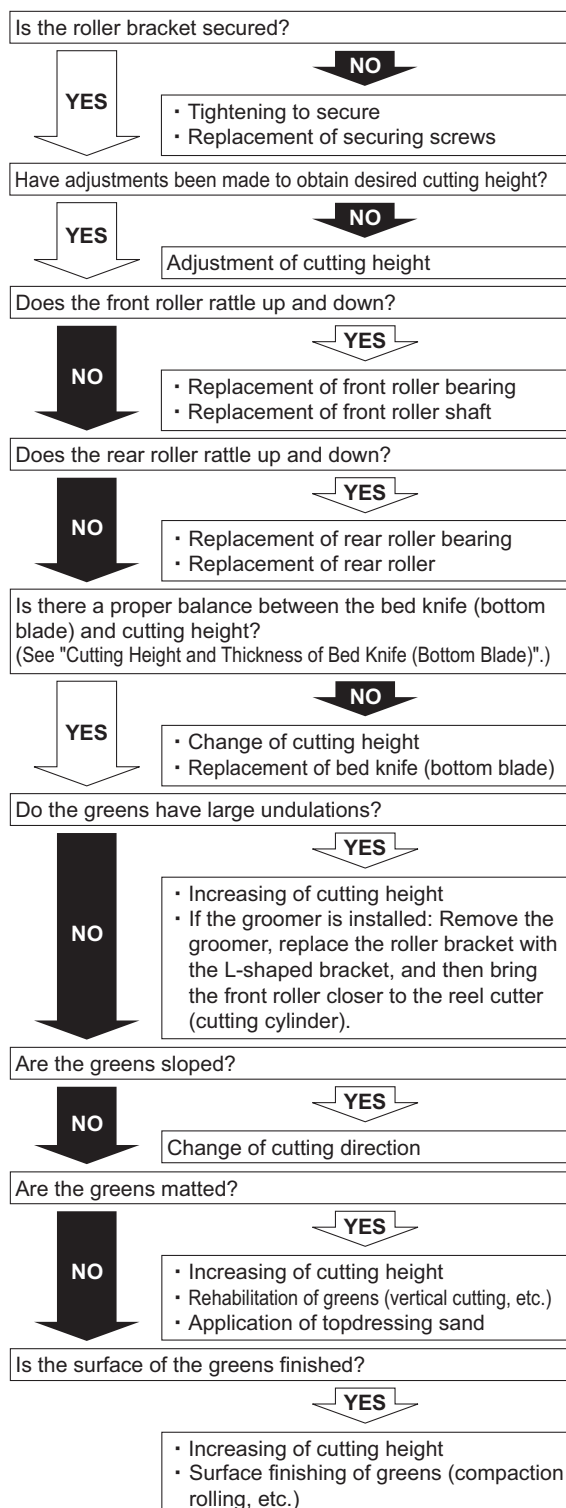 Is the roller bracket secured?
NO
YES
・Tightening to secure
・Replacement of securing screws
Have adjustments been made to obtain desired cutting height?
NO
YES
Adjustment of cutting height
Does the front roller rattle up and down?
YES
NO
・Replacement of front roller bearing
・Replacement of front roller shaft
Does the rear roller rattle up and down?
YES
NO
・Replacement of rear roller bearing
・Replacement of rear roller
Is there a proper balance between the bed knife (bottom
blade) and cutting height?
(See "Cutting Height and Thickness of Bed Knife (Bottom Blade)".)
NO
YES
・Change of cutting height
・Replacement of bed knife (bottom blade)
Do the greens have large undulations?
YES
NO
・Increasing of cutting height
・If the groomer is installed: Remove the
groomer, replace the roller bracket with
the L-shaped bracket, and then bring
the front roller closer to the reel cutter
(cutting cylinder).
Are the greens sloped?
YES
NO
Change of cutting direction
Are the greens matted?
YES
NO
・Increasing of cutting height
・Rehabilitation of greens (vertical cutting, etc.)
・Application of topdressing sand
Is the surface of the greens finished?
YES
・Increasing of cutting height
・Surface finishing of greens (compaction
rolling, etc.)